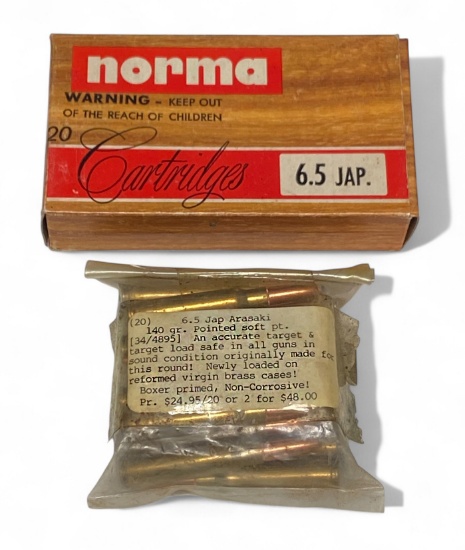 norma
WARNING - KEEP OUT
OF THE REACH OF CHILDREN
20
Cartridges
6.5 JAP.
(20) 6.5 Jap Arasaki
140 gr. Pointed soft pt.
[34/4895] An accurate target &
target load safe in all guns in
sound condition originally made for
this round! Newly loaded on
reformed virgin brass cases!
Boxer primed, Non-Corrosive!
Pr. $24.95/20 or 2 for $48.00